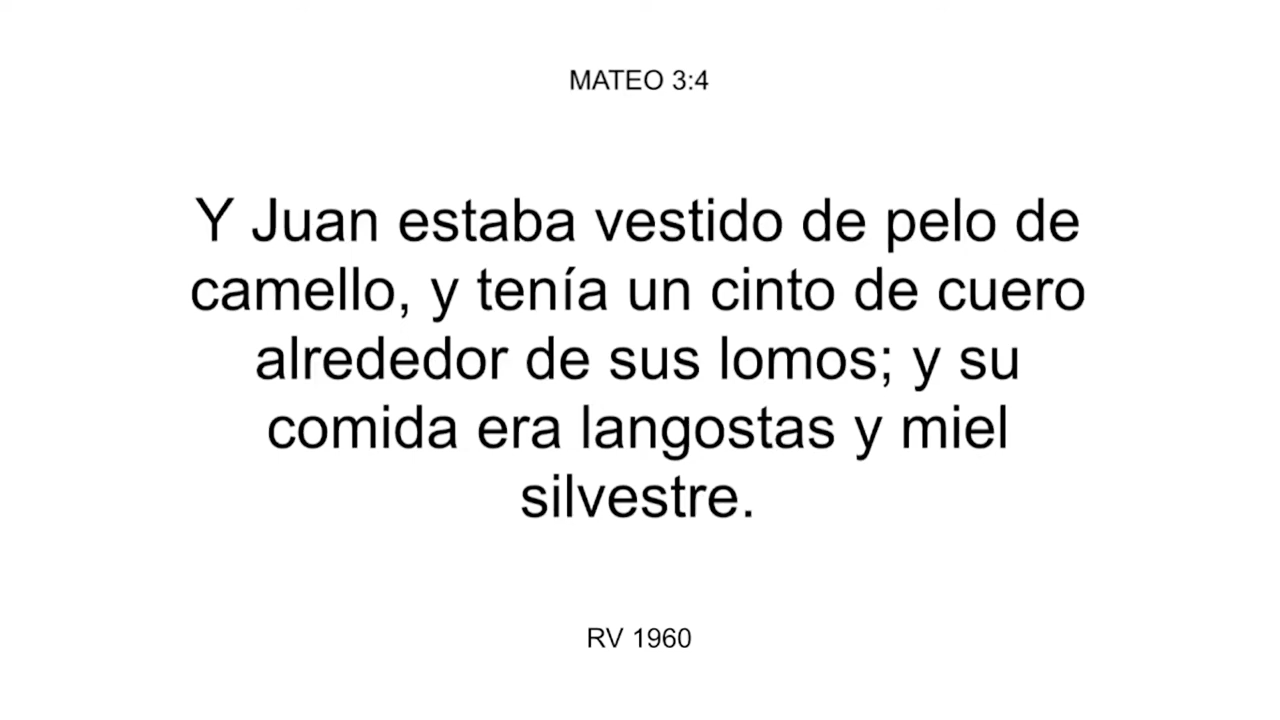 MATEO 3:4
Y Juan estaba vestido de pelo de
camello, y tenía un cinto de cuero
alrededor de sus lomos; y su
comida era langostas y miel
silvestre.
RV 1960